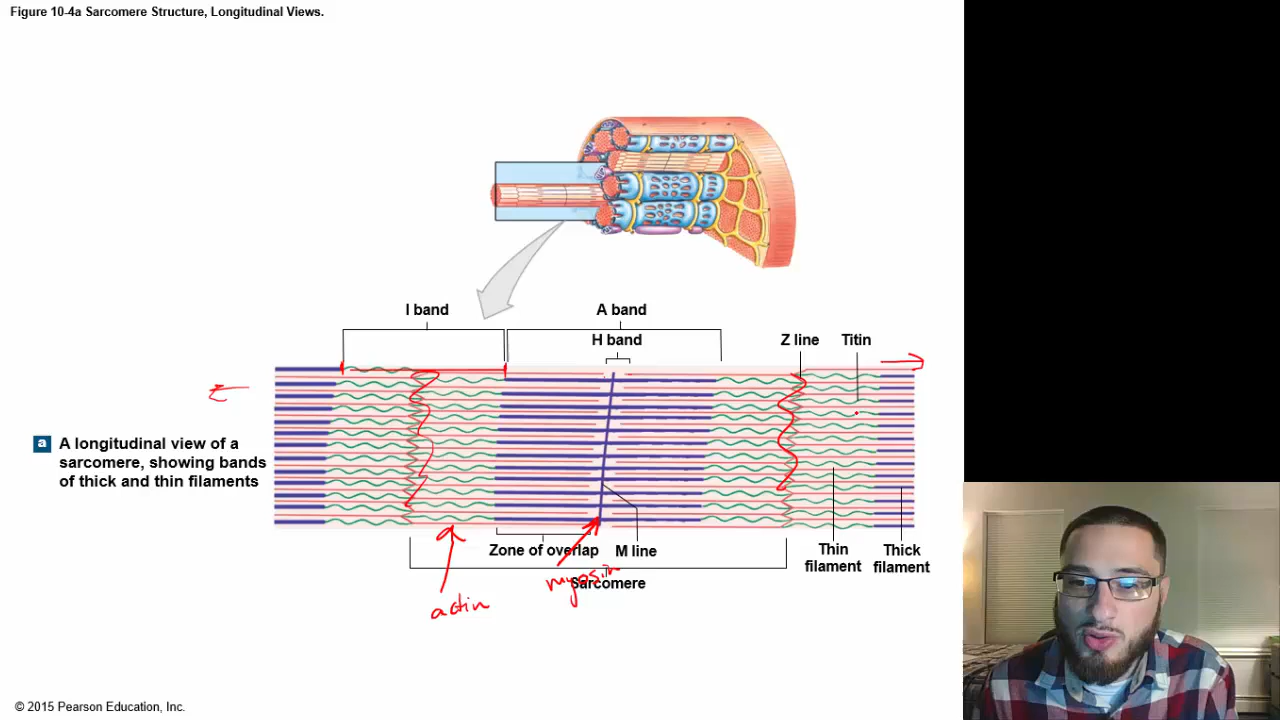 Figure 10-4a Sarcomere Structure, Longitudinal Views.
I band
A band
H band
Z line
Titin
a
A longitudinal view of a
sarcomere, showing bands
of thick and thin filaments
Zone of overlap
M line
Thin
filament
Thick
filament
Sarcomere
myosin
actin
© 2015 Pearson Education, Inc.